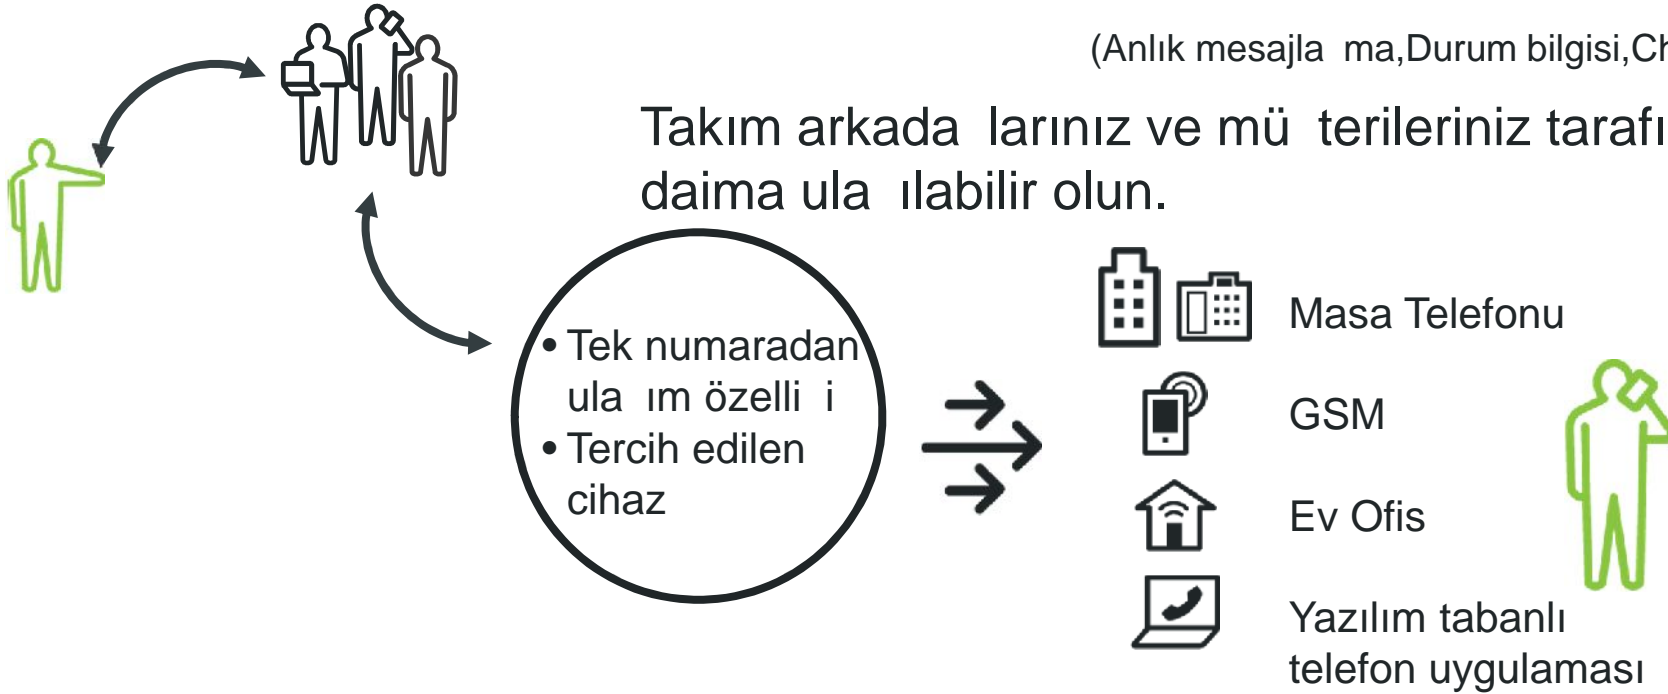 (Anlık mesajla ma,Durum bilgisi,Ch
Takım arkada larınız ve mü terileriniz tarafı
daima ula ılabilir olun.
• Tek numaradan
ula ım özelli i
• Tercih edilen
cihaz
Masa Telefonu
GSM
Ev Ofis
Yazılım tabanlı
telefon uygulaması